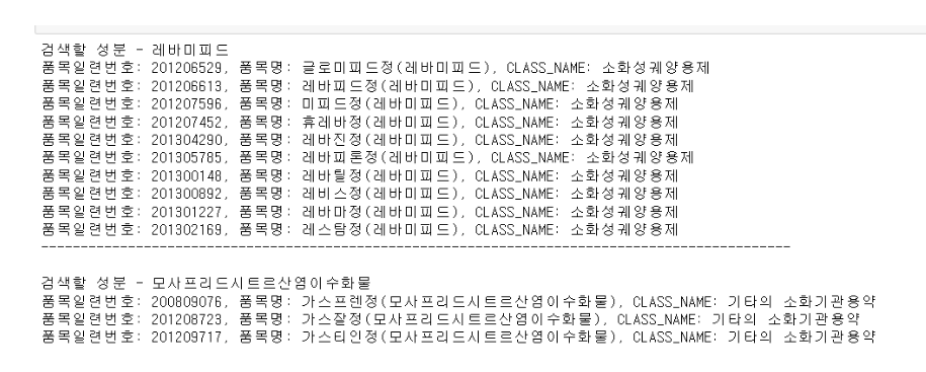 검색할 성분 - 레바미피드
품목일련번호: 201206529, 품목명: 글로미피드정(레바미피드), CLASS_NAME: 소화성궤양용제
품목일련번호: 201206613, 품목명: 레바피드정(레바미피드), CLASS_NAME: 소화성궤양용제
품목일련번호: 201207596, 품목명: 미피드정(레바미피드), CLASS_NAME: 소화성궤양용제
품목일련번호: 201207452, 품목명: 휴레바정(레바미피드), CLASS_NAME: 소화성궤양용제
품목일련번호: 201304290, 품목명: 레바진정(레바미피드), CLASS_NAME: 소화성궤양용제
품목일련번호: 201305785, 품목명: 레바피론정(레바미피드), CLASS_NAME: 소화성궤양용제
품목일련번호: 201300148, 품목명: 레바틸정(레바미피드), CLASS_NAME: 소화성궤양용제
품목일련번호: 201300892, 품목명: 레비스정(레바미피드), CLASS_NAME: 소화성궤양용제
품목일련번호: 201301227, 품목명: 레바마정(레바미피드), CLASS_NAME: 소화성궤양용제
품목일련번호: 201302169, 품목명: 레스탐정(레바미피드), CLASS_NAME: 소화성궤양용제
------------------------------------------------------------------------------------------
검색할 성분 - 모사프리드시트르산염이수화물
품목일련번호: 200809076, 품목명: 가스프렌정(모사프리드시트르산염이수화물), CLASS_NAME: 기타의 소화기관용약
품목일련번호: 201208723, 품목명: 가스잘정(모사프리드시트르산염이수화물), CLASS_NAME: 기타의 소화기관용약
품목일련번호: 201209717, 품목명: 가스티인정(모사프리드시트르산염이수화물), CLASS_NAME: 기타의 소화기관용약